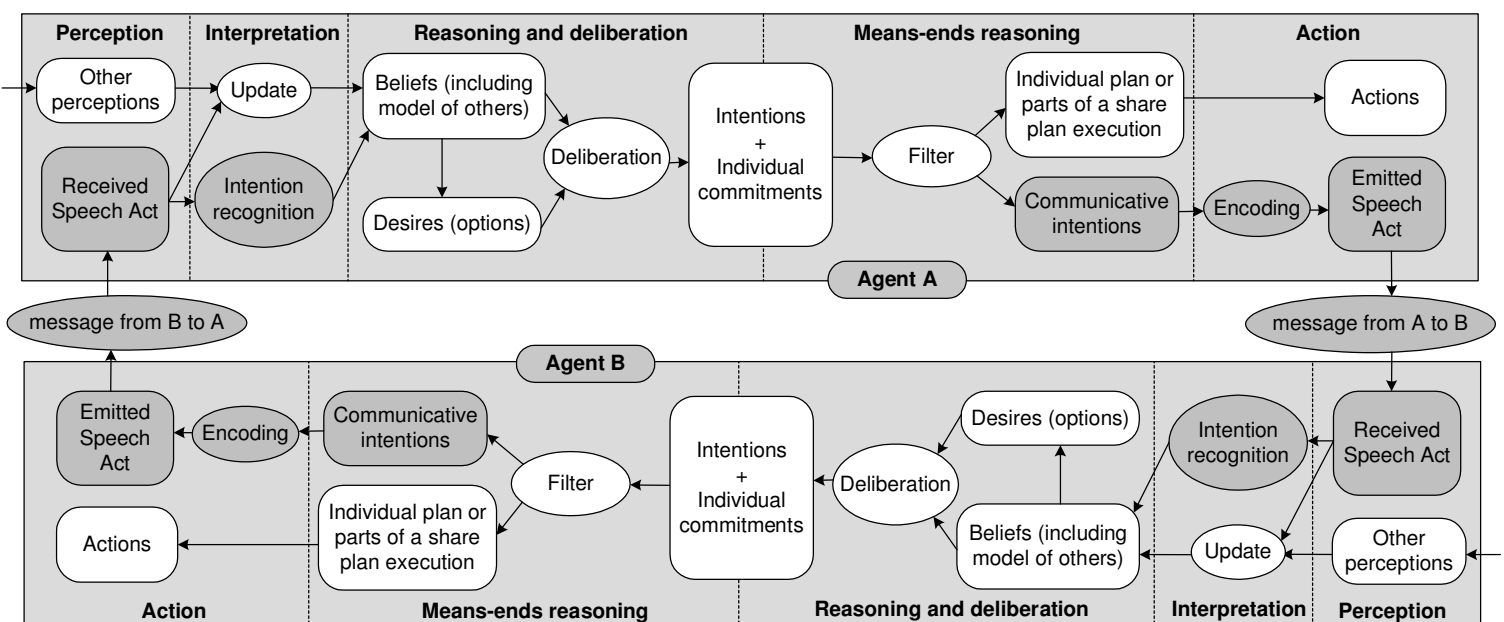 Perception
Interpretation
Reasoning and deliberation
Means-ends reasoning
Action
Other
perceptions
Update
Beliefs (including
model of others)
Deliberation
Intentions
+
Individual
commitments
Filter
Individual plan or
parts of a share
plan execution
Actions
Received
Speech Act
Intention
recognition
Desires (options)
Communicative
intentions
Encoding
Emitted
Speech
Act
Agent A
message from B to A
message from A to B
Agent B
Emitted
Speech
Act
Encoding
Communicative
intentions
Filter
Intentions
+
Individual
commitments
Desires (options)
Deliberation
Intention
recognition
Received
Speech Act
Actions
Individual plan or
parts of a share
plan execution
Beliefs (including
model of others)
Update
Other
perceptions
Action
Means-ends reasoning
Reasoning and deliberation
Interpretation
Perception